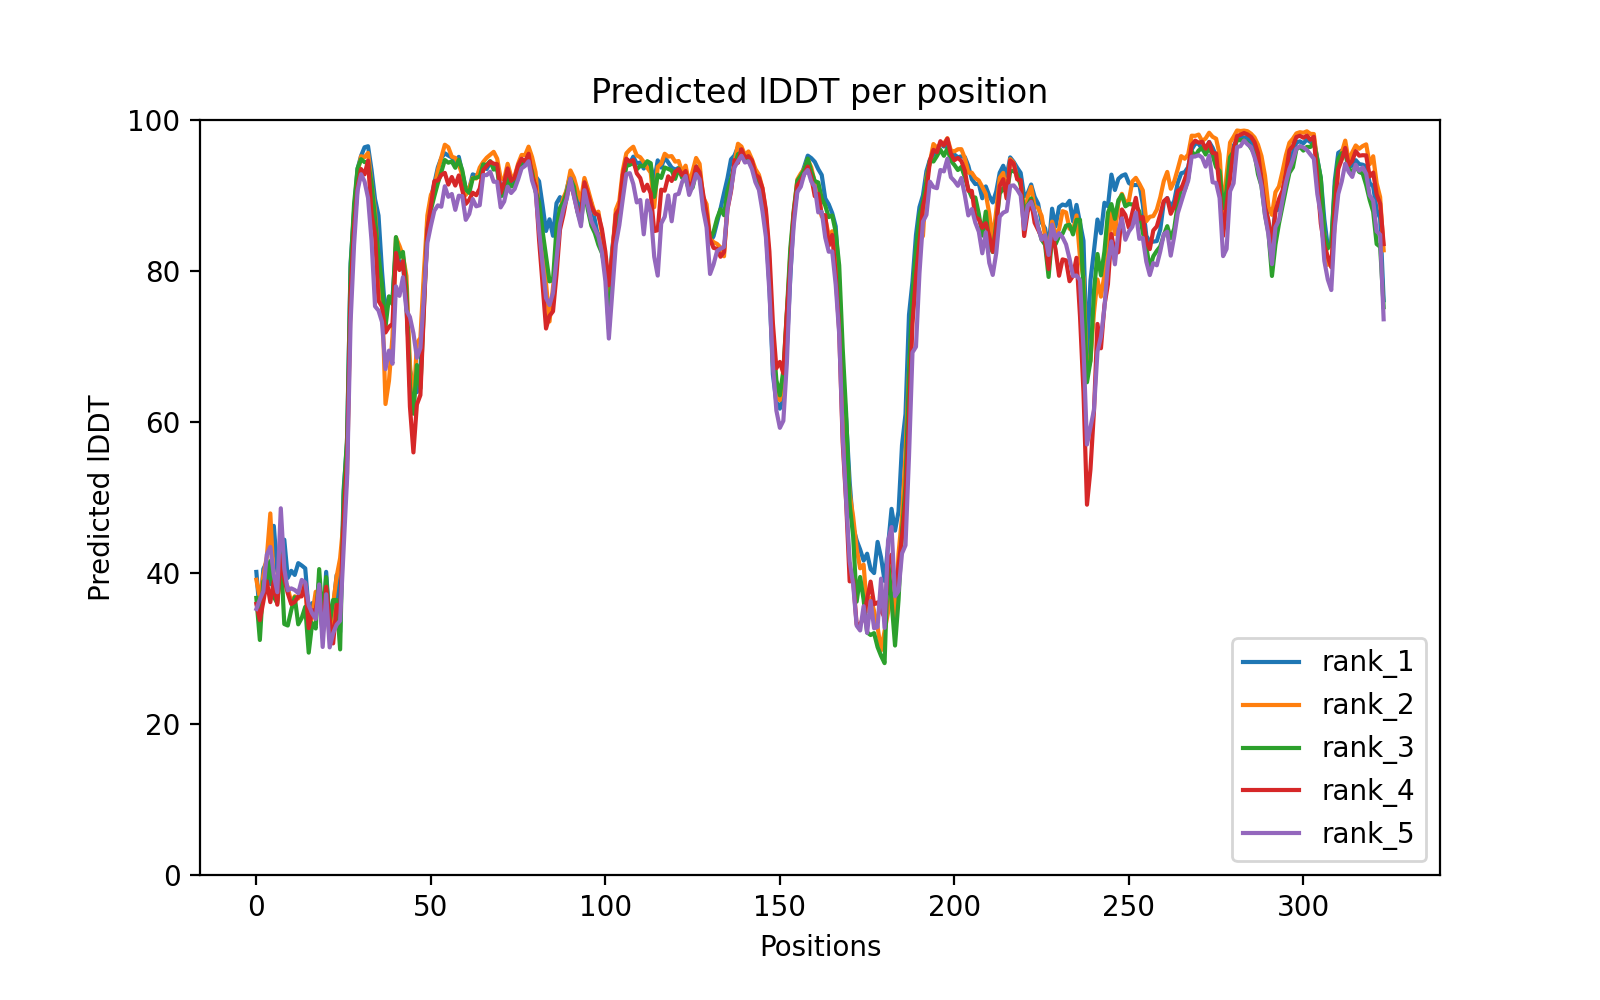 Predicted lDDT per position
100
80
60
40
20
0
Predicted lDDT
0 50 100 150 200 250 300
Positions
rank_1
rank_2
rank_3
rank_4
rank_5